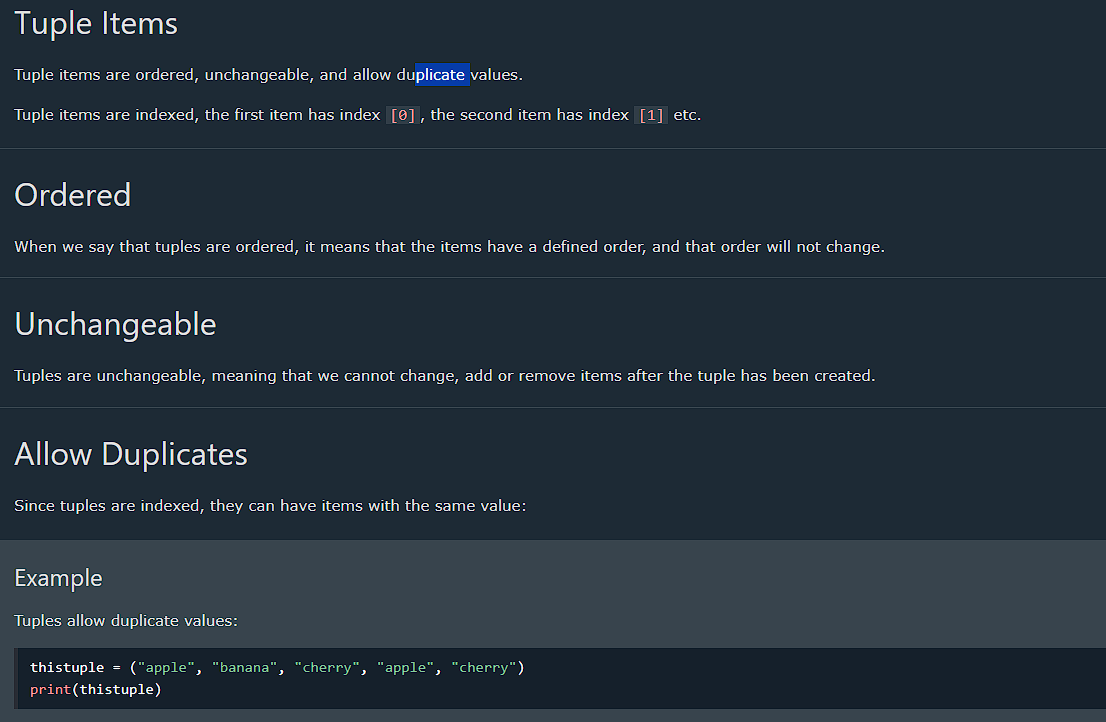 Tuple Items
Tuple items are ordered, unchangeable, and allow duplicate values.
Tuple items are indexed, the first item has index [0], the second item has index [1] etc.
Ordered
When we say that tuples are ordered, it means that the items have a defined order, and that order will not change.
Unchangeable
Tuples are unchangeable, meaning that we cannot change, add or remove items after the tuple has been created.
Allow Duplicates
Since tuples are indexed, they can have items with the same value:
Example
Tuples allow duplicate values:
thistuple = ("apple", "banana", "cherry", "apple", "cherry")
print(thistuple)